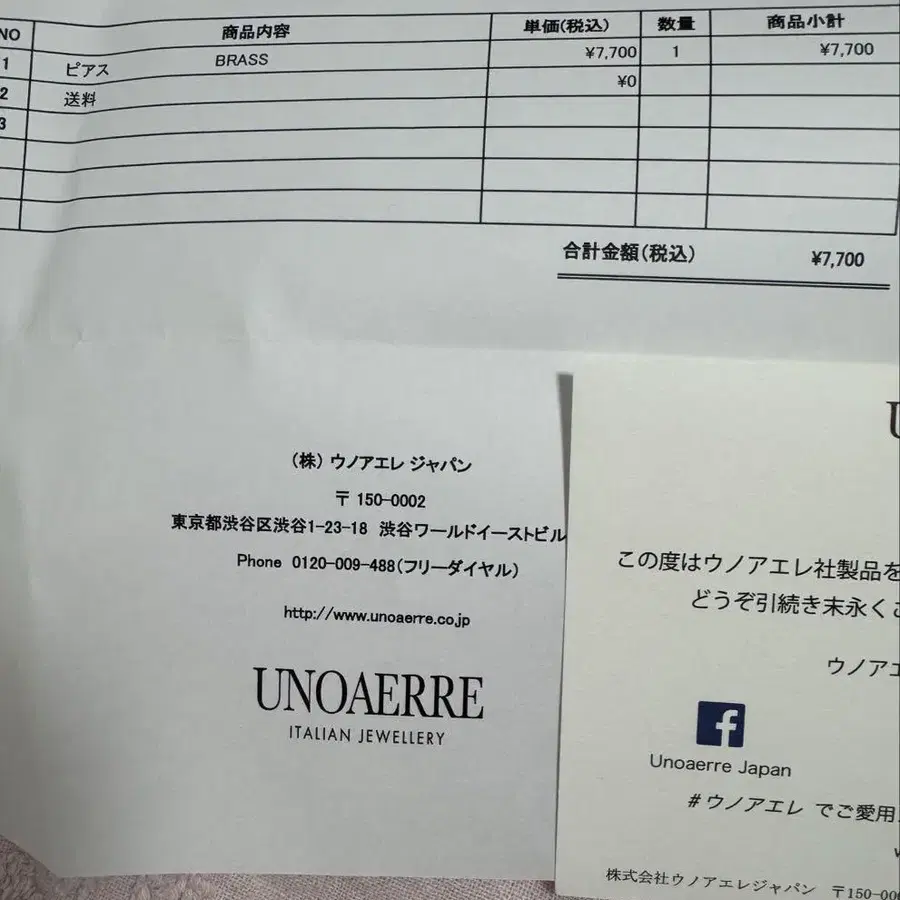 NO 商品内容 単価(税込) 数量 商品小計
1 ピアス BRASS ¥7,700 1 ¥7,700
2 送料 ¥0
3
合計金額(税込) ¥7,700
(株) ウノアエレ ジャパン
〒 150-0002
東京都渋谷区渋谷1-23-18 渋谷ワールドイーストビル
Phone 0120-009-488(フリーダイヤル)
http://www.unoaerre.co.jp
UNOAERRE
ITALIAN JEWELLERY
U
この度はウノアエレ社製品を
どうぞ引続き末永くご
ウノアエ
f
Unoaerre Japan
#ウノアエレ でご愛用
w
株式会社ウノアエレジャパン 〒150-00